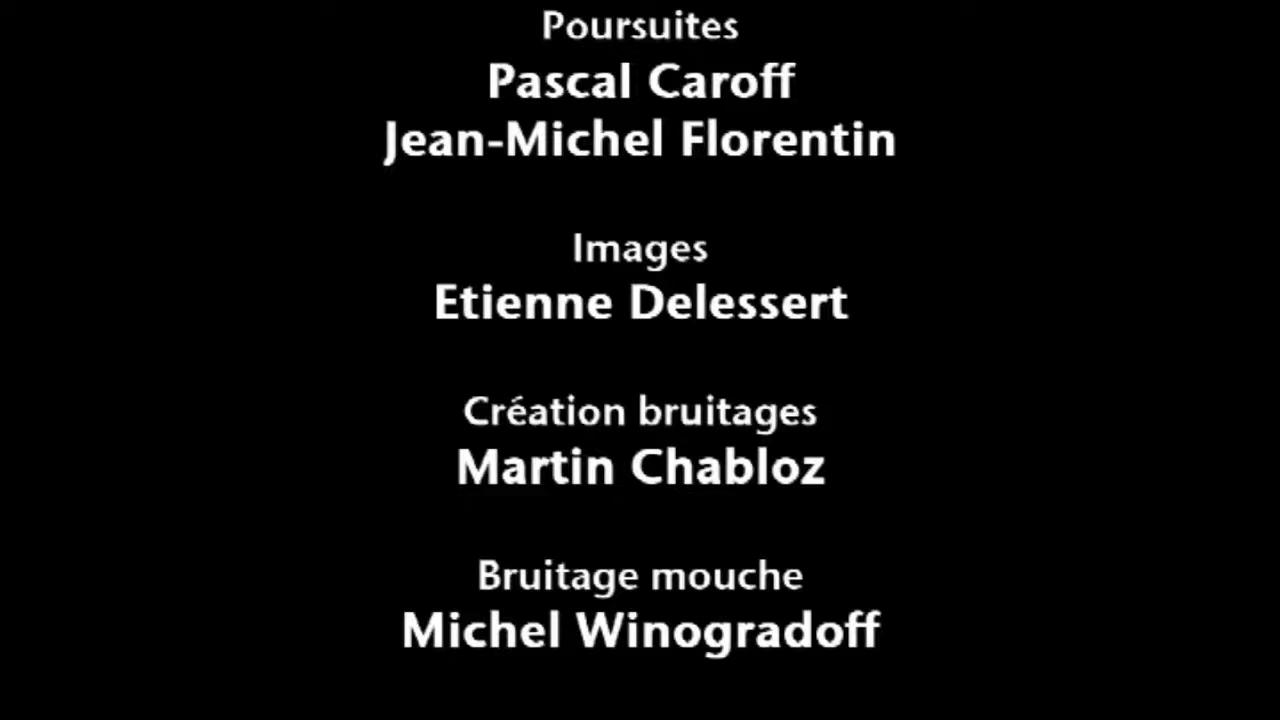 Poursuites
Pascal Caroff
Jean-Michel Florentin
Images
Etienne Delessert
Création bruitages
Martin Chabloz
Bruitage mouche
Michel Winogradoff